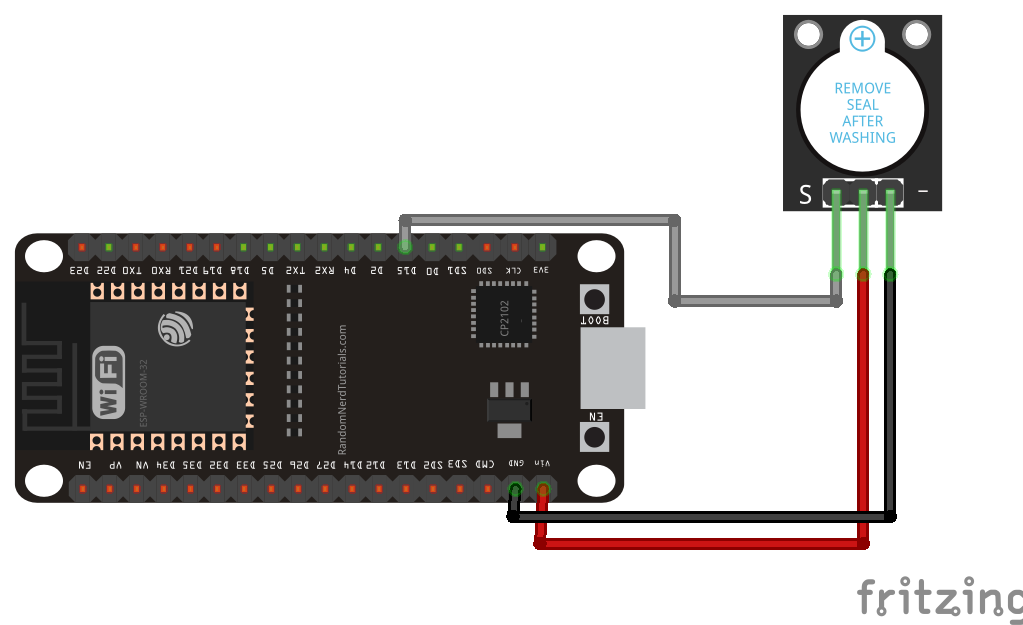 REMOVE
SEAL
AFTER
WASHING
S -
D23 D22 TX0 RX0 D21 D19 D18 D5 TX2 RX2 D4 D2 D15 D0 SD1 SD0 CLK 3V3
CP2102
BOOT
WiFi
ESP-WROOM-32
RandomNerdTutorials.com
EN
EN VP VN D34 D35 D32 D33 D25 D26 D27 D14 D12 D13 SD2 SD3 CMD GND Vin
fritzing